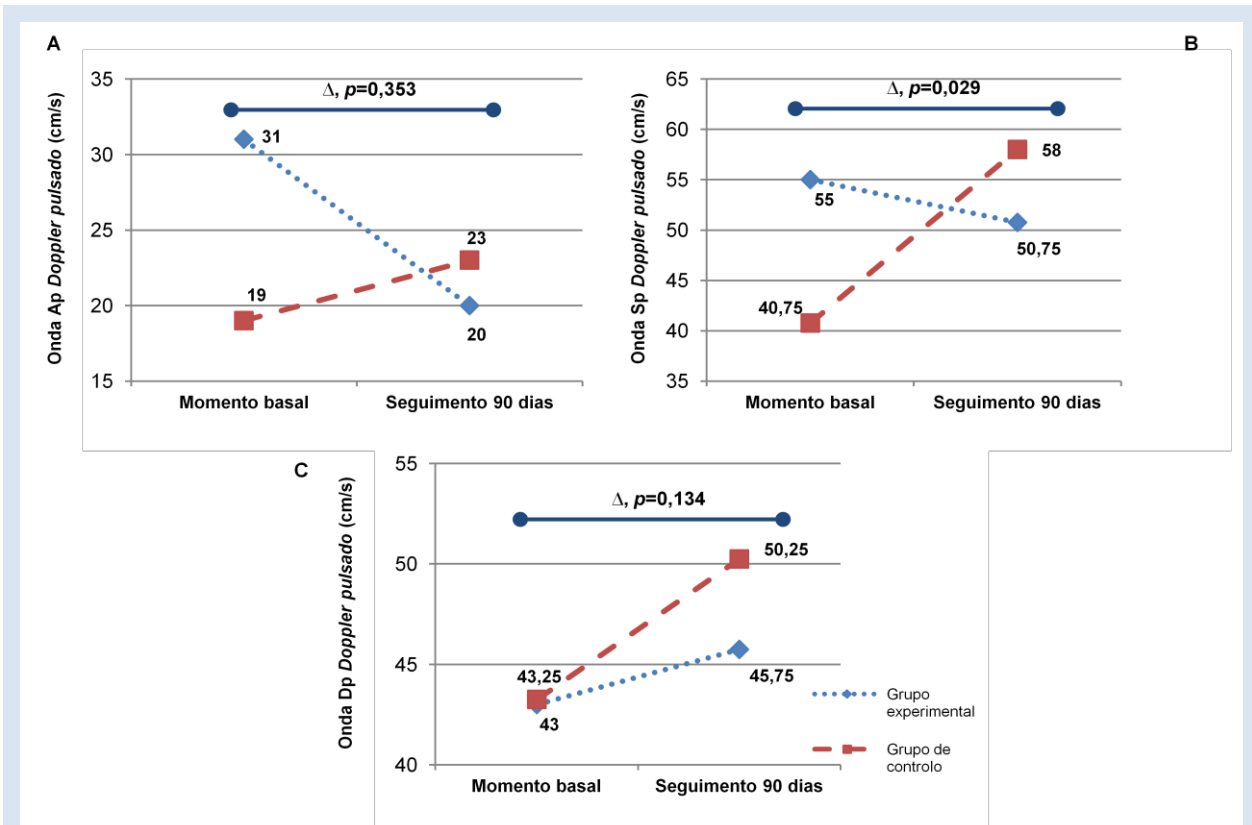 A
Onda Ap Doppler pulsado (cm/s)
35
30
25
20
15
Δ, p=0,353
31
23
19
20
Momento basal
Seguimento 90 dias
B
Onda Sp Doppler pulsado (cm/s)
65
60
55
50
45
40
35
Δ, p=0,029
58
55
50,75
40,75
Momento basal
Seguimento 90 dias
C
Onda Dp Doppler pulsado (cm/s)
55
50
45
40
Δ, p=0,134
50,25
43,25
45,75
43
Momento basal
Seguimento 90 dias
Grupo
experimental
Grupo de
controlo